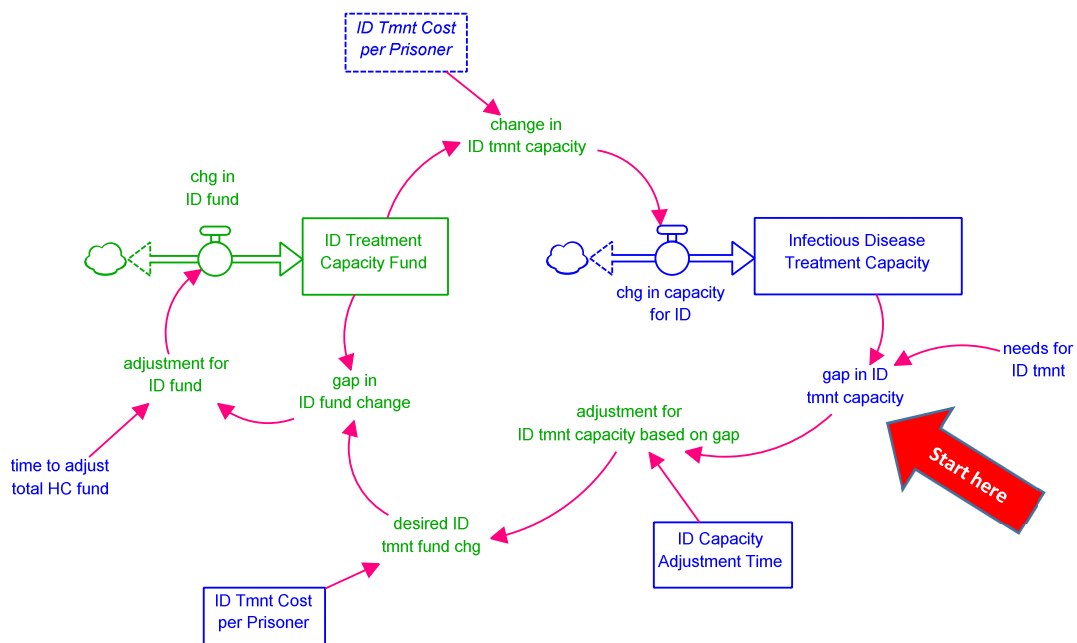 ID Tmnt Cost
per Prisoner
change in
ID tmnt capacity
chg in
ID fund
ID Treatment
Capacity Fund
Infectious Disease
Treatment Capacity
chg in capacity
for ID
adjustment for
ID fund
gap in
ID fund change
gap in ID
tmnt capacity
needs for
ID tmnt
adjustment for
ID tmnt capacity based on gap
Start here
time to adjust
total HC fund
desired ID
tmnt fund chg
ID Capacity
Adjustment Time
ID Tmnt Cost
per Prisoner